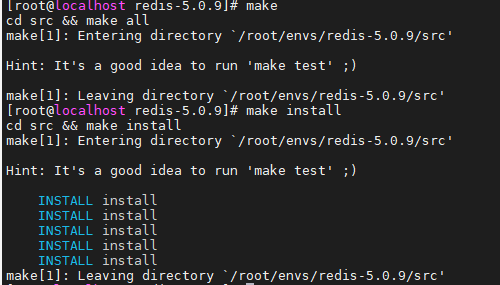 [root@localhost redis-5.0.9]# make
cd src && make all
make[1]: Entering directory `/root/envs/redis-5.0.9/src'
Hint: It's a good idea to run 'make test' ;)
make[1]: Leaving directory `/root/envs/redis-5.0.9/src'
[root@localhost redis-5.0.9]# make install
cd src && make install
make[1]: Entering directory `/root/envs/redis-5.0.9/src'
Hint: It's a good idea to run 'make test' ;)
INSTALL install
INSTALL install
INSTALL install
INSTALL install
INSTALL install
make[1]: Leaving directory `/root/envs/redis-5.0.9/src'